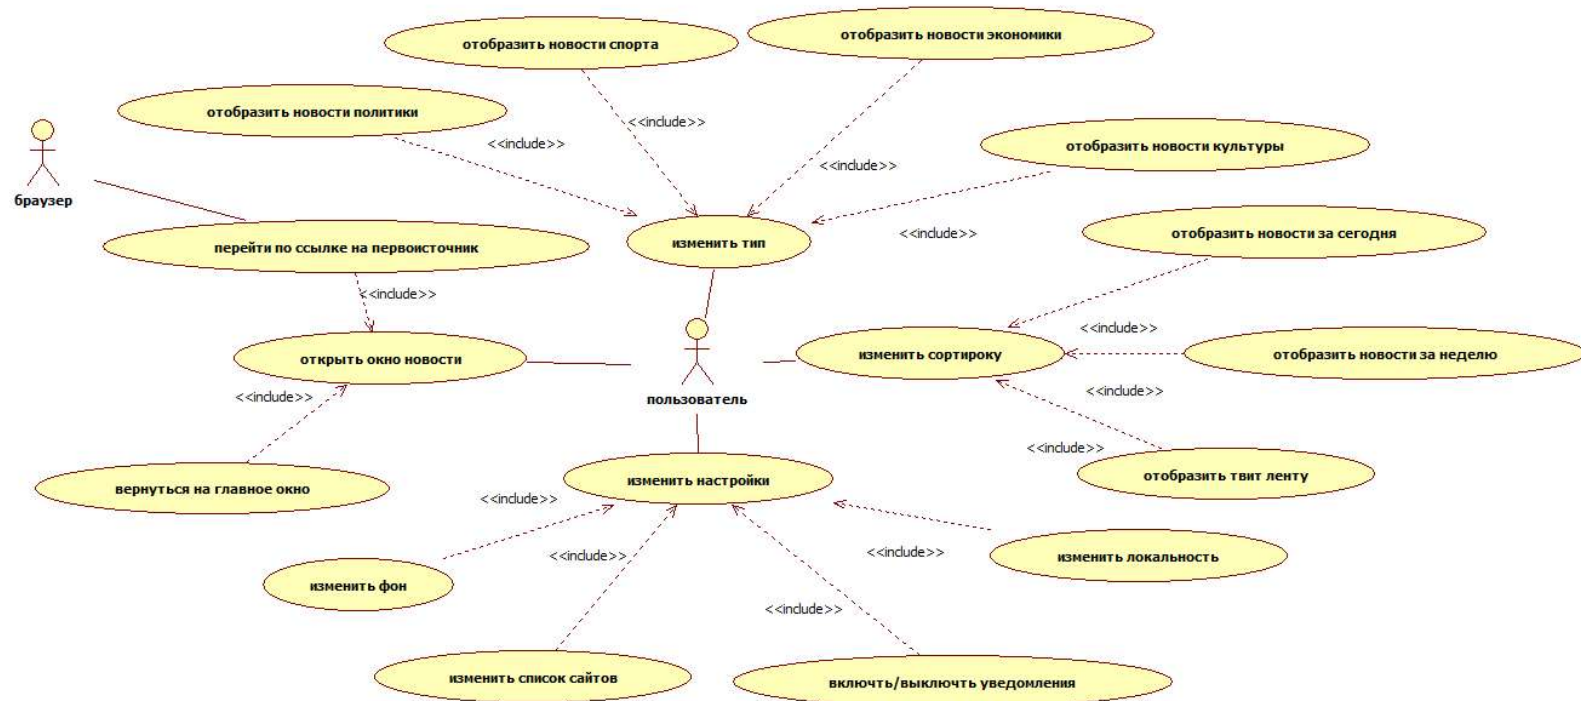 отобразить новости спорта
отобразить новости экономики
отобразить новости политики
<<include>>
<<include>>
<<include>>
отобразить новости культуры
браузер
перейти по ссылке на первоисточник
изменить тип
<<include>>
отобразить новости за сегодня
<<include>>
<<include>>
открыть окно новости
изменить сортироку
отобразить новости за неделю
<<include>>
пользователь
<<include>>
вернуться на главное окно
изменить настройки
отобразить твит ленту
<<include>>
<<include>>
<<include>>
изменить локальность
изменить фон
<<include>>
изменить список сайтов
включть/выключть уведомления